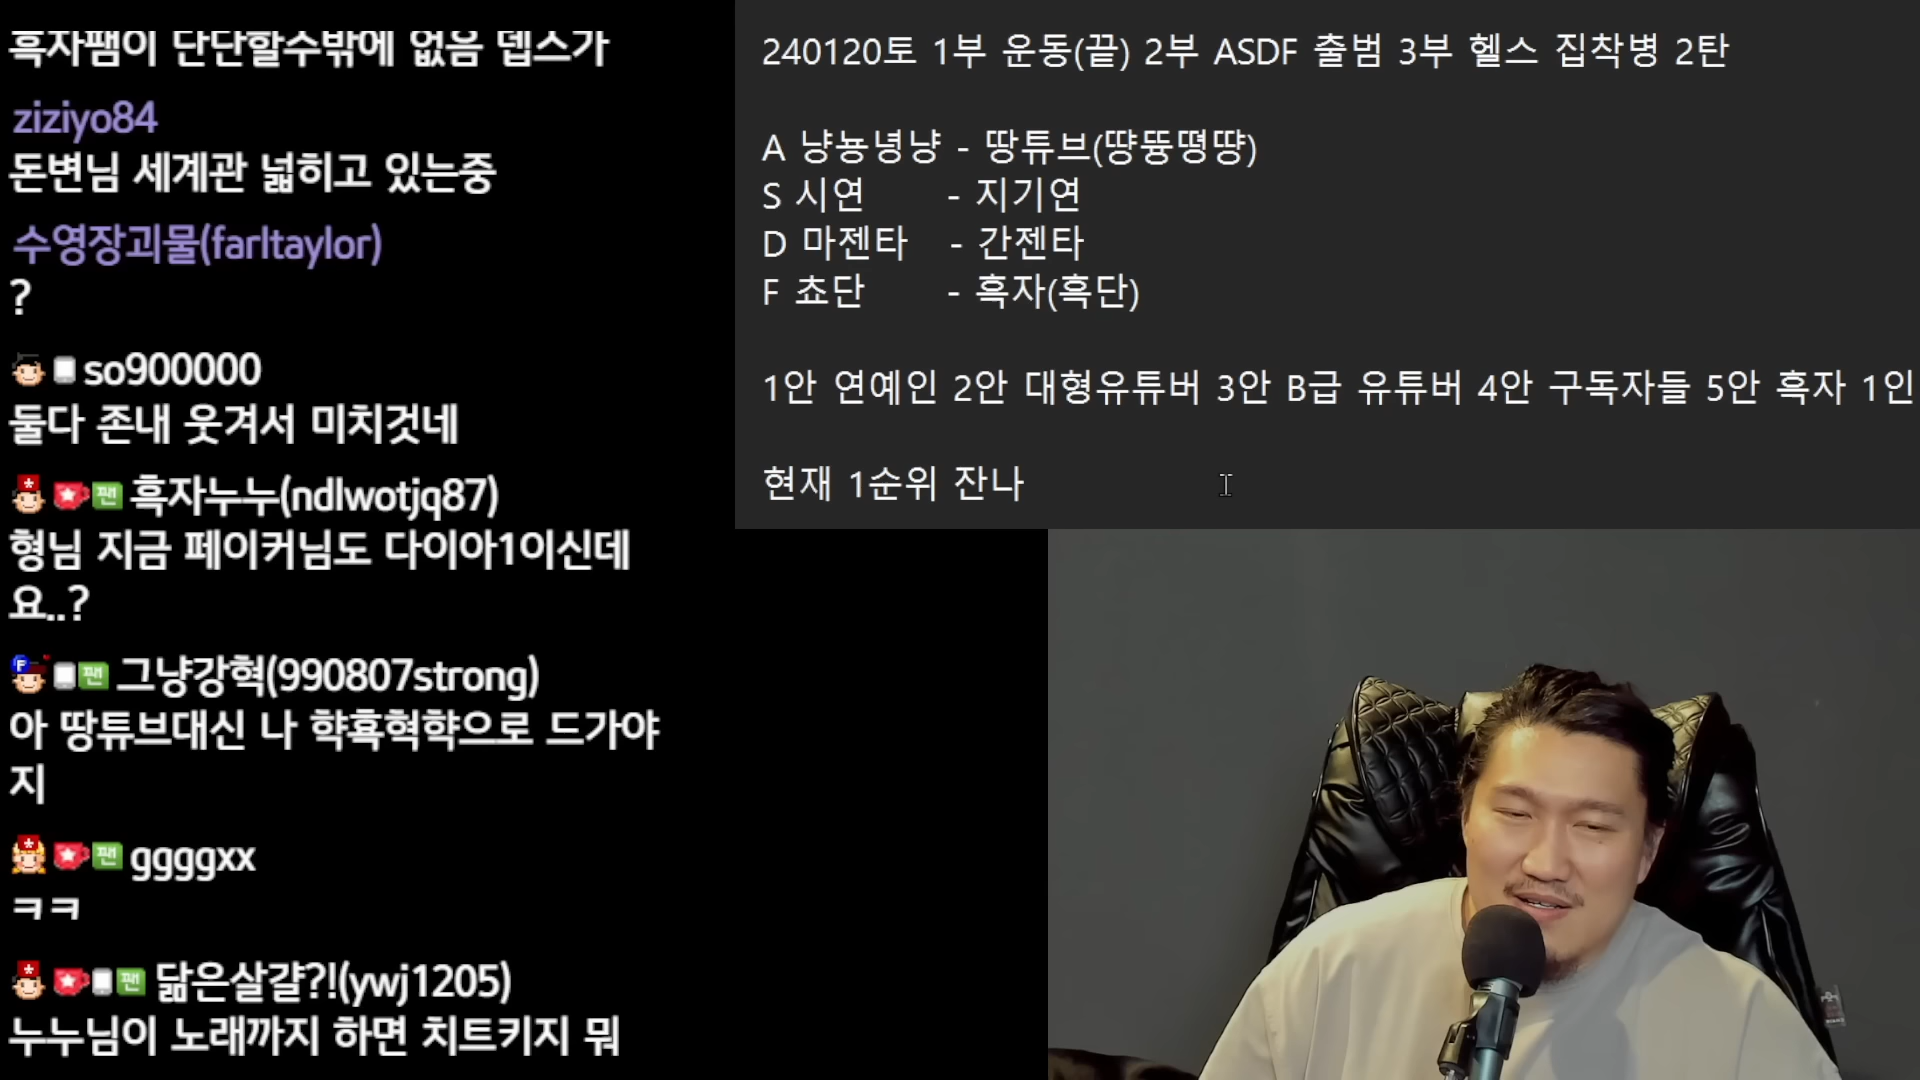 흑자팸이 단단할수밖에 없음 뎁스가
ziziyo84
돈변님 세계관 넓히고 있는중
수영장괴물(farltaylor)
?
so900000
둘다 존내 웃겨서 미치것네
흑자누누(ndlwotjq87)
형님 지금 페이커님도 다이아1이신데
요..?
그냥강혁(990807strong)
아 땅튜브대신 나 햑횩혁햑으로 드가야
지
ggggxx
ㅋㅋ
닮은살걀?!(ywj1205)
누누님이 노래까지 하면 치트키지 뭐
240120토 1부 운동(끝) 2부 ASDF 출범 3부 헬스 집착병 2탄
A 냥뇽녕냥 - 땅튜브(땽뜡떵땽)
S 시연 - 지기연
D 마젠타 - 간젠타
F 쵸단 - 흑자(흑단)
1안 연예인 2안 대형유튜버 3안 B급 유튜버 4안 구독자들 5안 흑자 1인
현재 1순위 잔나